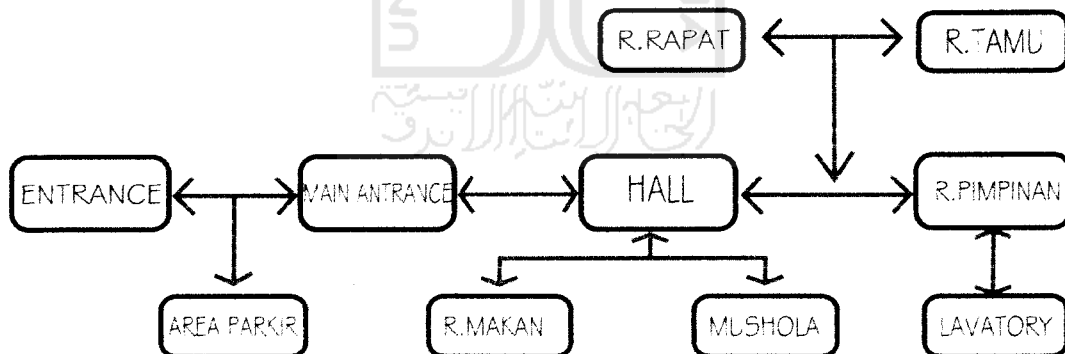 R.RAPAT
R.TAMU
ENTRANCE
MAIN ANTRANCE
HALL
R.PIMPINAN
AREA PARKIR
R.MAKAN
MUSHOLA
LAVATORY